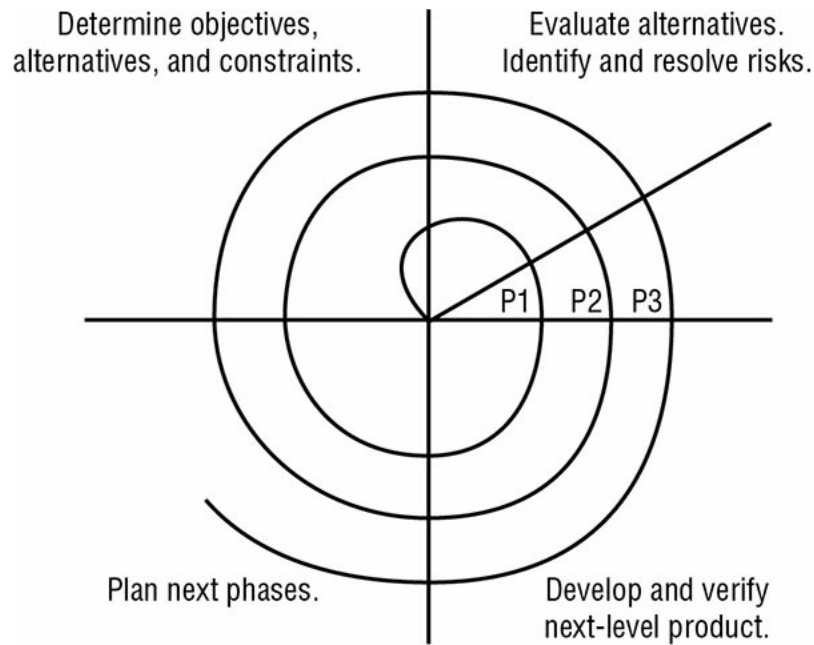 Determine objectives,
alternatives, and constraints.
Evaluate alternatives.
Identify and resolve risks.
P1 P2 P3
Plan next phases.
Develop and verify
next-level product.